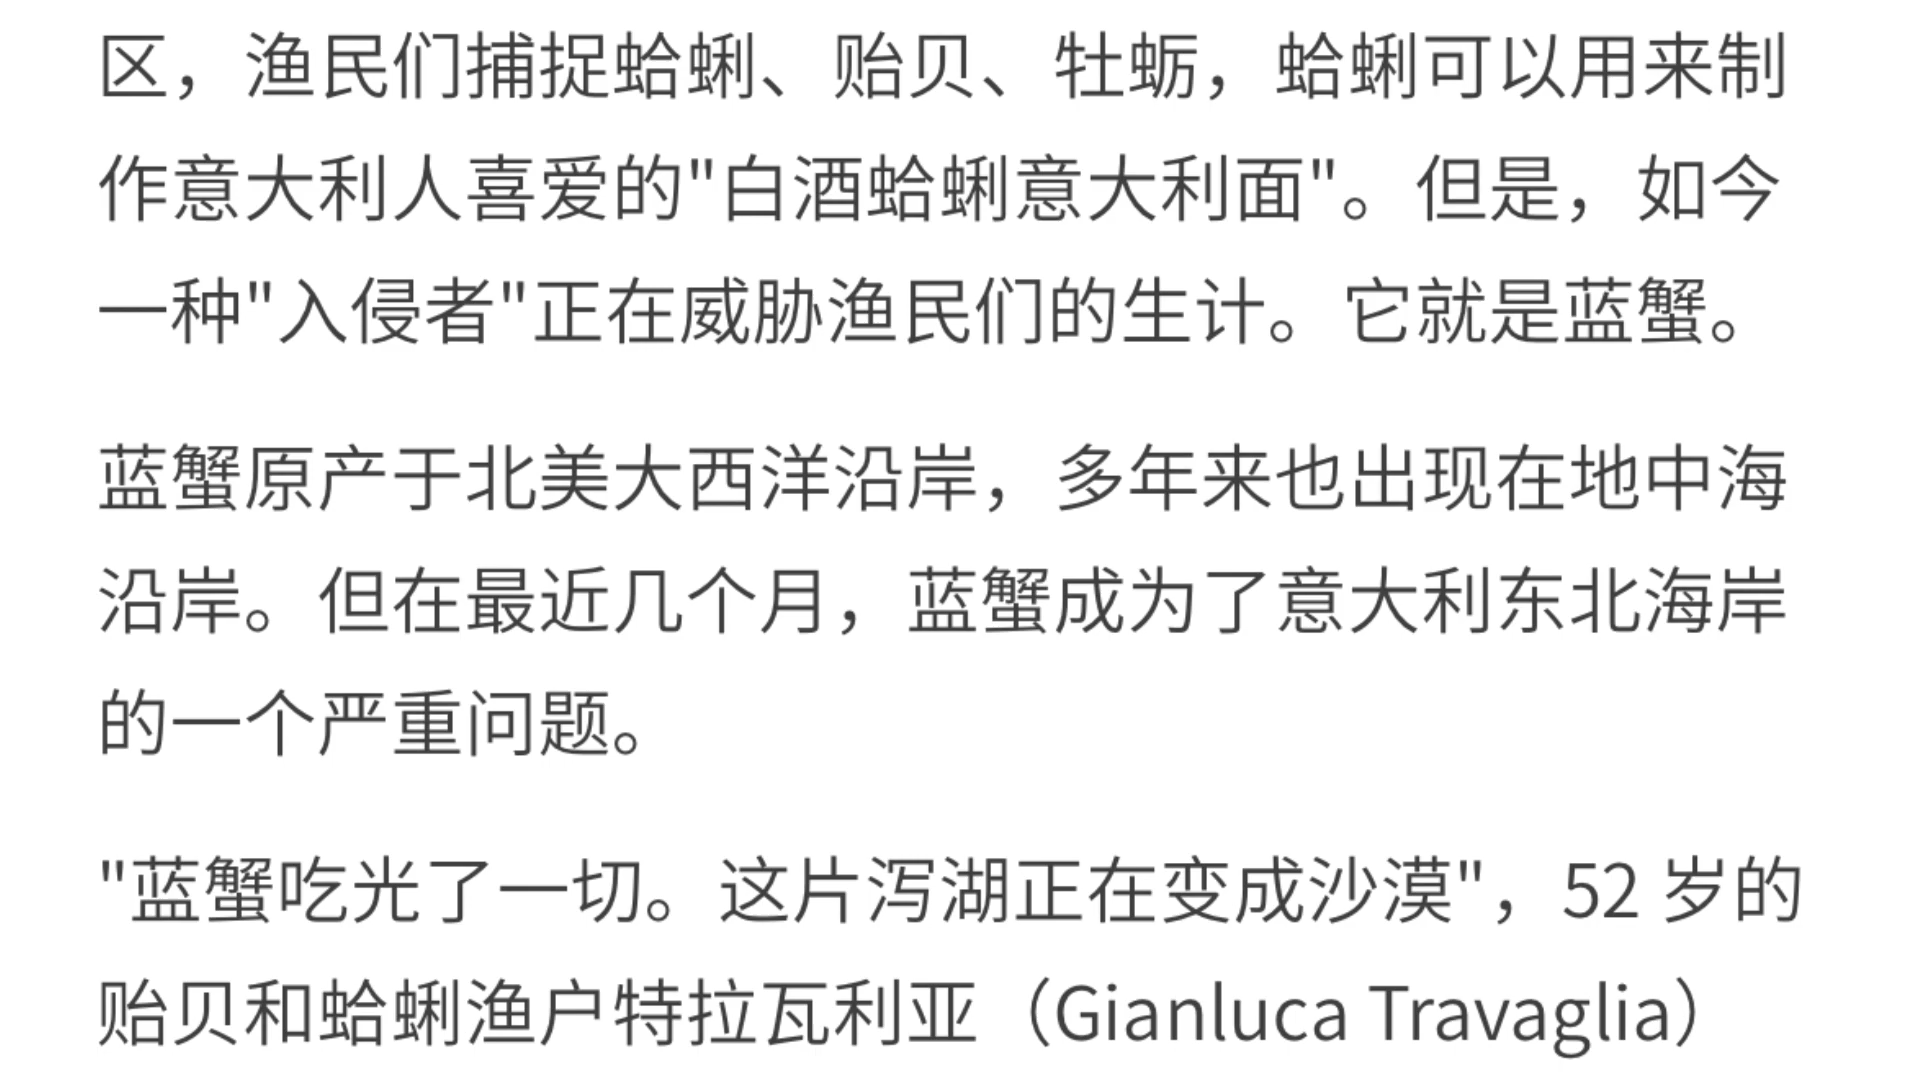 区，渔民们捕捉蛤蜊、贻贝、牡蛎，蛤蜊可以用来制
作意大利人喜爱的"白酒蛤蜊意大利面"。但是，如今
一种"入侵者"正在威胁渔民们的生计。它就是蓝蟹。
蓝蟹原产于北美大西洋沿岸，多年来也出现在地中海
沿岸。但在最近几个月，蓝蟹成为了意大利东北海岸
的一个严重问题。
"蓝蟹吃光了一切。这片泻湖正在变成沙漠"，52 岁的
贻贝和蛤蜊渔户特拉瓦利亚（Gianluca Travaglia）